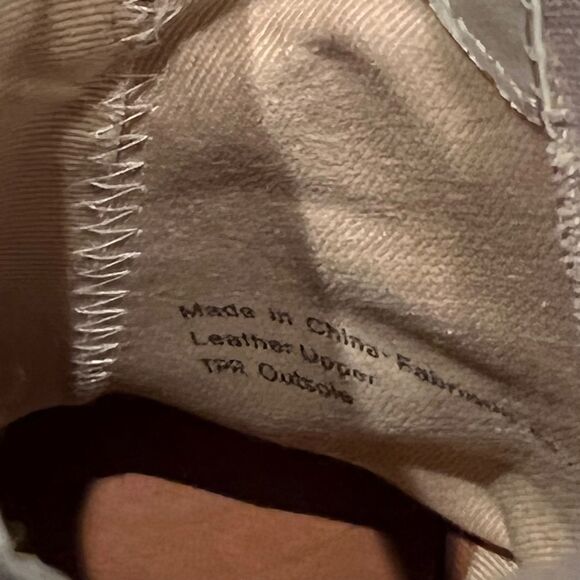 Made in China-
Leather Upper
TPR Outsole